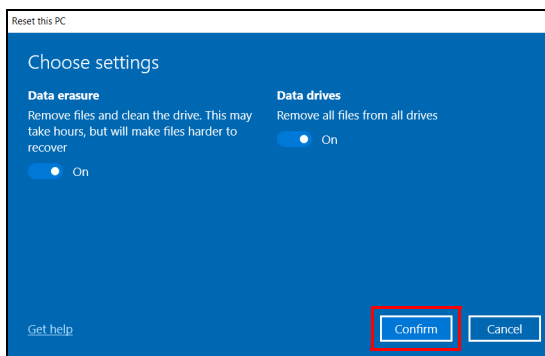 Reset this PC
Choose settings
Data erasure
Remove files and clean the drive. This may
take hours, but will make files harder to
recover
On
Data drives
Remove all files from all drives
On
Get help
Confirm
Cancel